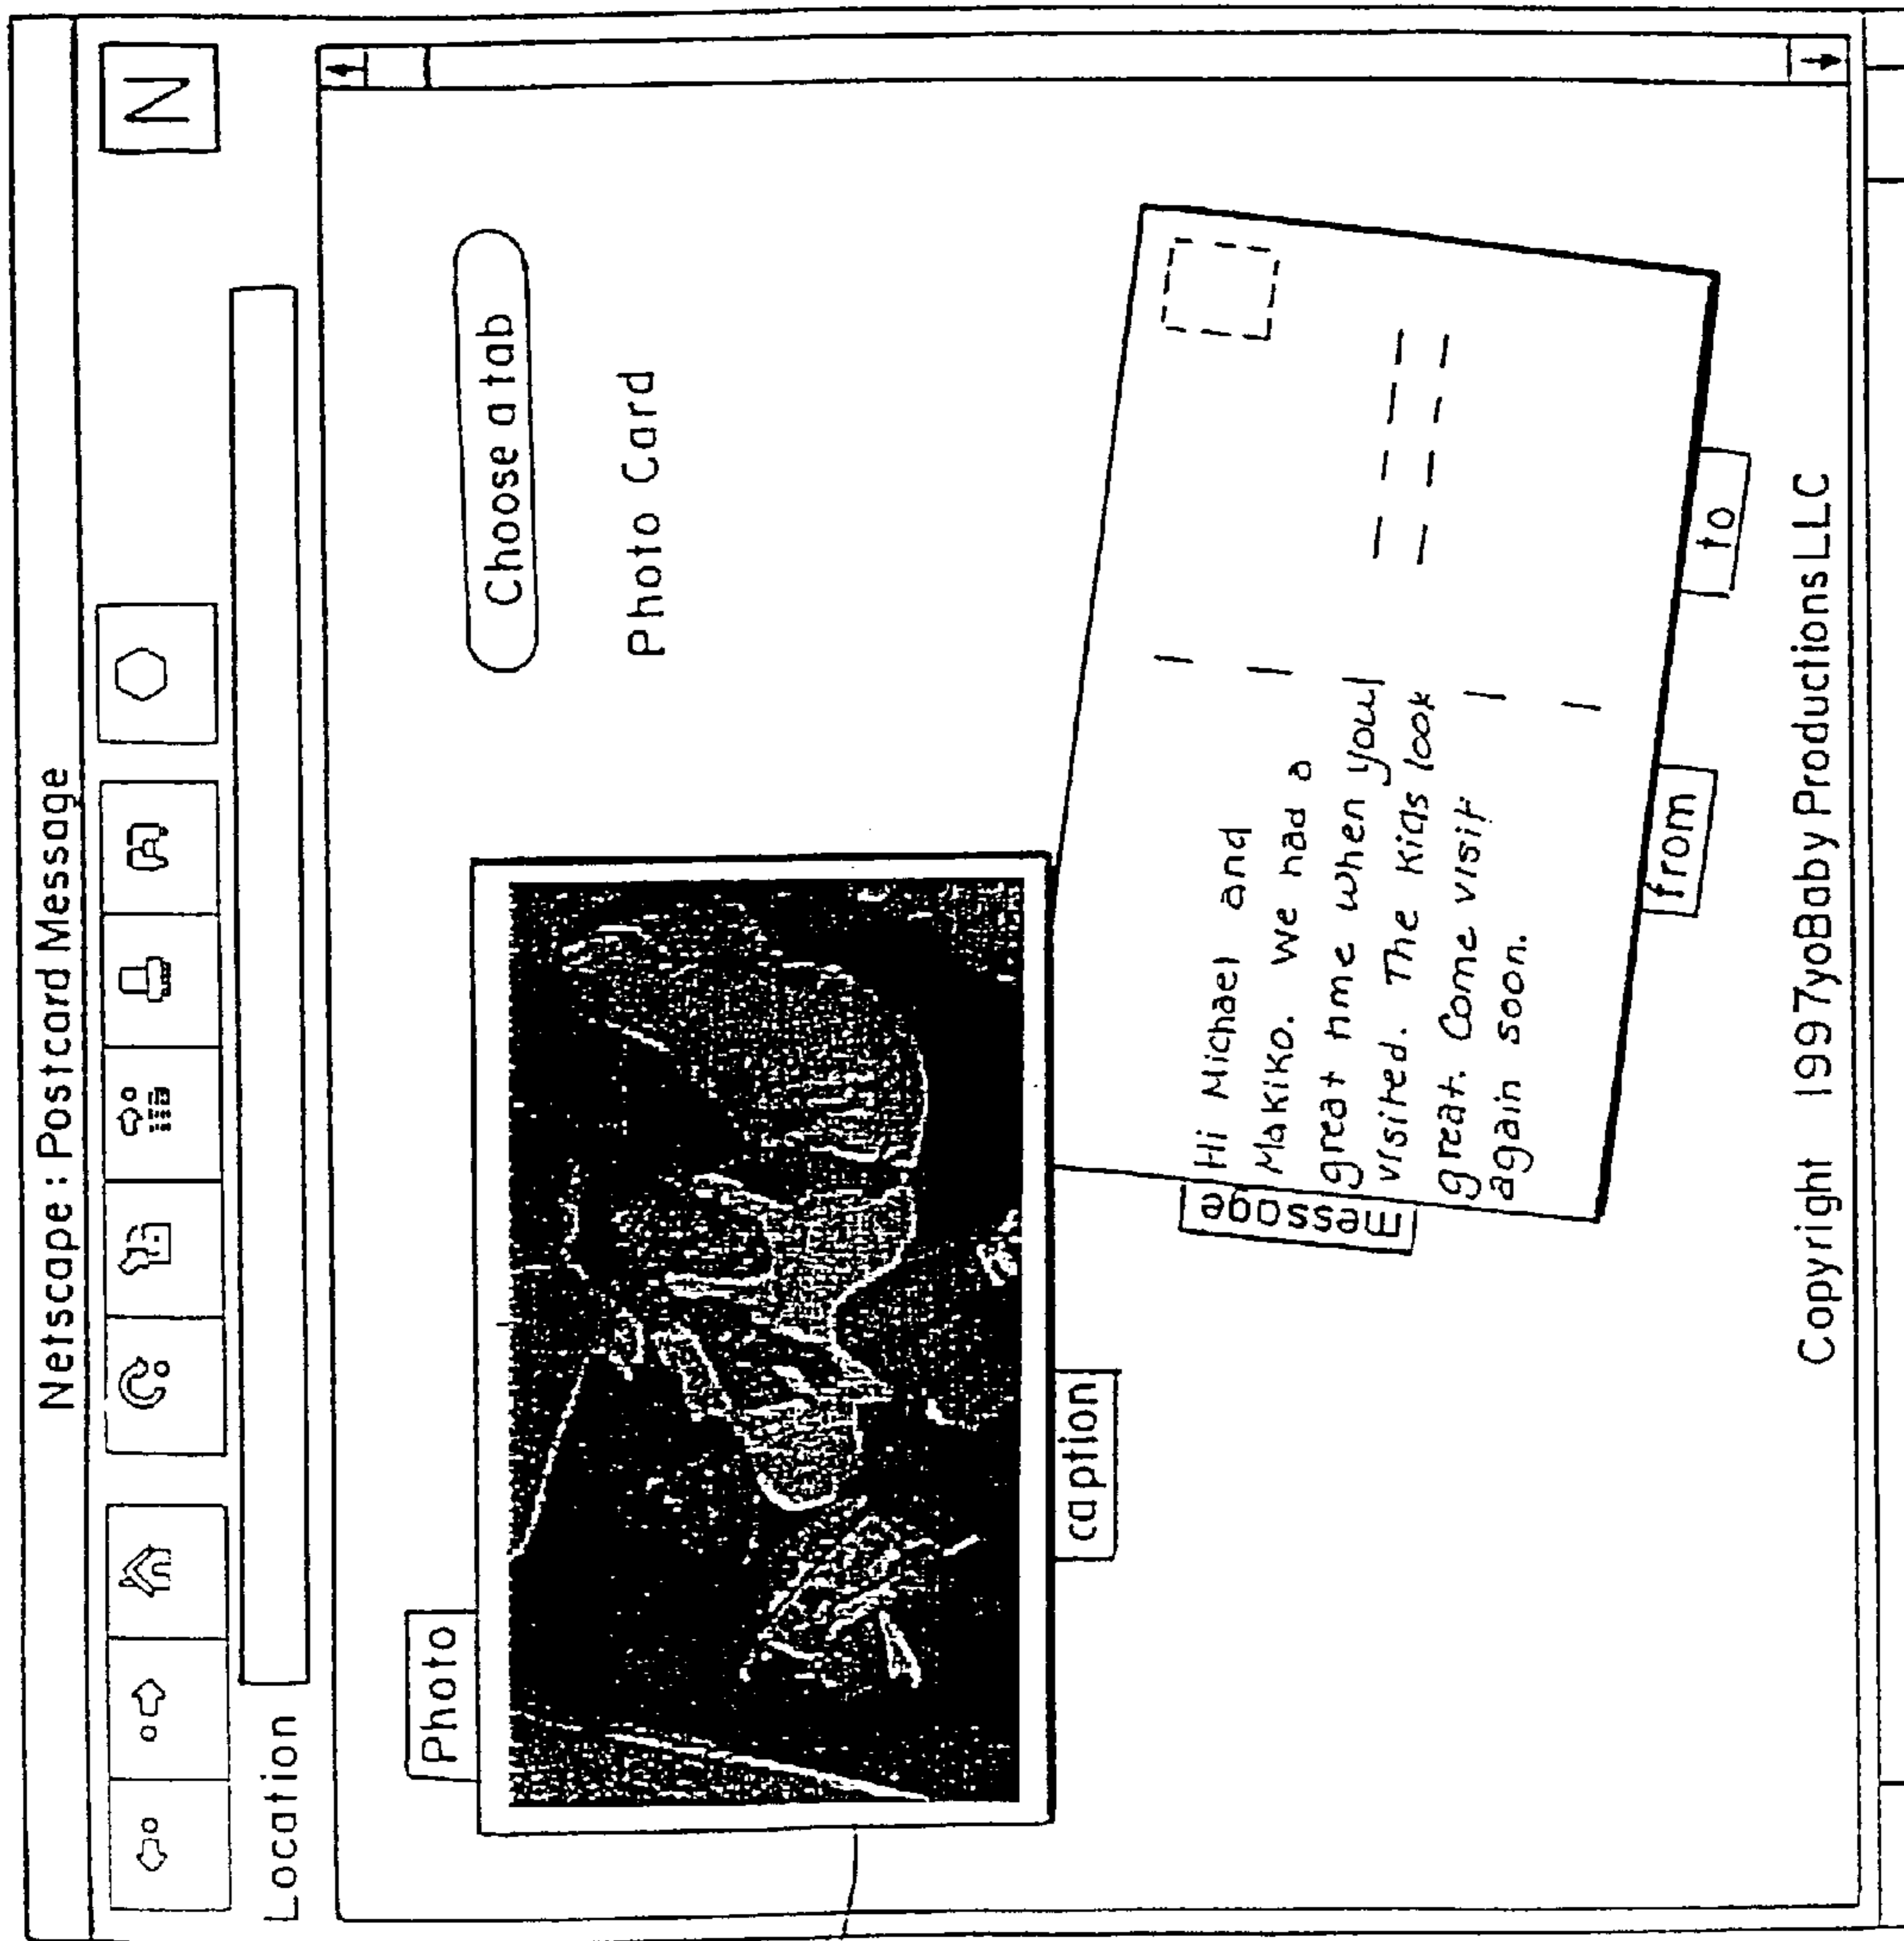 Netscape : Postcard Message
N
Location
Choose a tab
Photo Card
Photo
caption
Message
Hi Michael and
Makiko. We had a
great time when you
visited. The kids look
great. Come visit
again soon.
from
to
Copyright 1997yoBaby Productions LLC